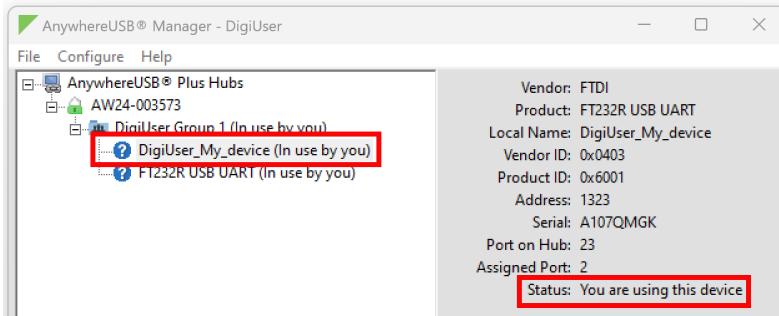 AnywhereUSB® Manager - DigiUser
File Configure Help
AnywhereUSB® Plus Hubs
AW24-003573
DigiUser Group 1 (In use by you)
DigiUser_My_device (In use by you)
FT232R USB UART (In use by you)
Vendor: FTDI
Product: FT232R USB UART
Local Name: DigiUser_My_device
Vendor ID: 0x0403
Product ID: 0x6001
Address: 1323
Serial: A107QMGK
Port on Hub: 23
Assigned Port: 2
Status: You are using this device